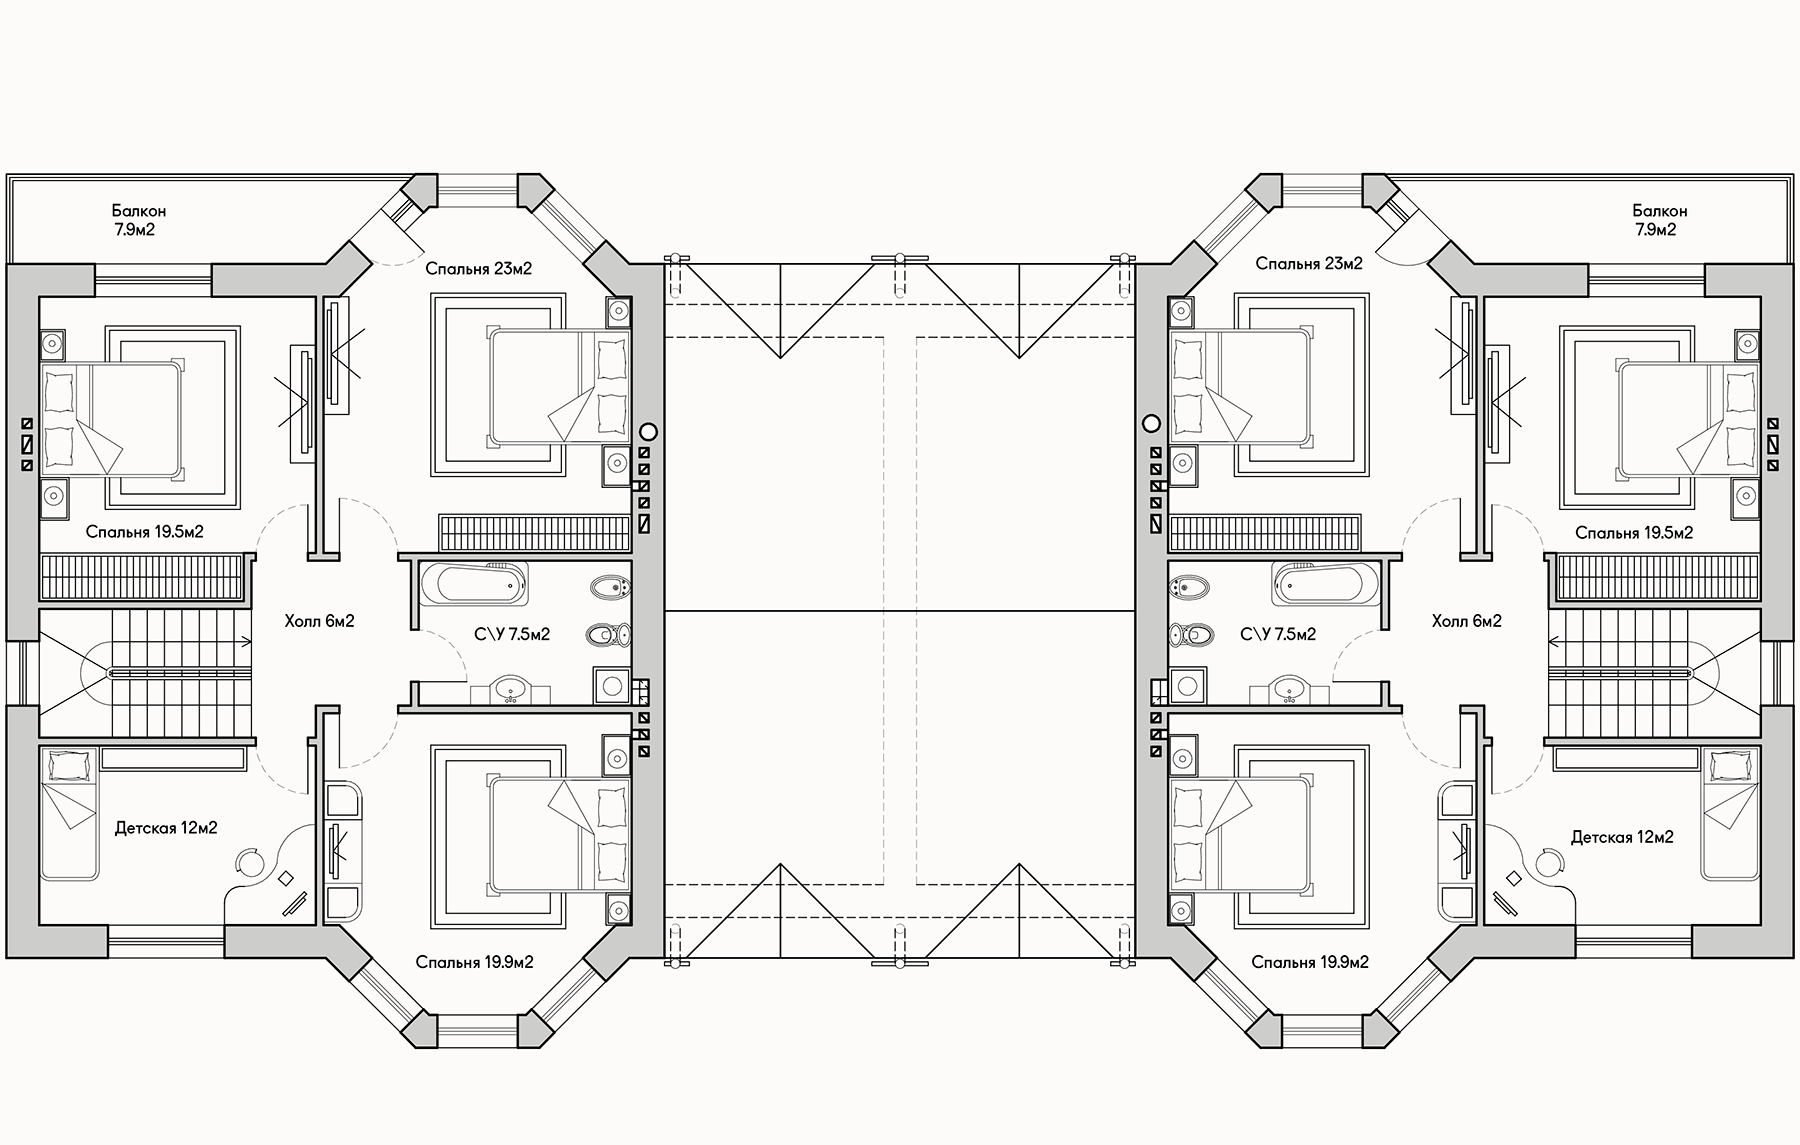 Балкон
7.9м2
Спальня 23м2
Спальня 19.5м2
Холл 6м2
С\У 7.5м2
Детская 12м2
Спальня 19.9м2
Балкон
7.9м2
Спальня 23м2
Спальня 19.5м2
С\У 7.5м2
Холл 6м2
Детская 12м2
Спальня 19.9м2